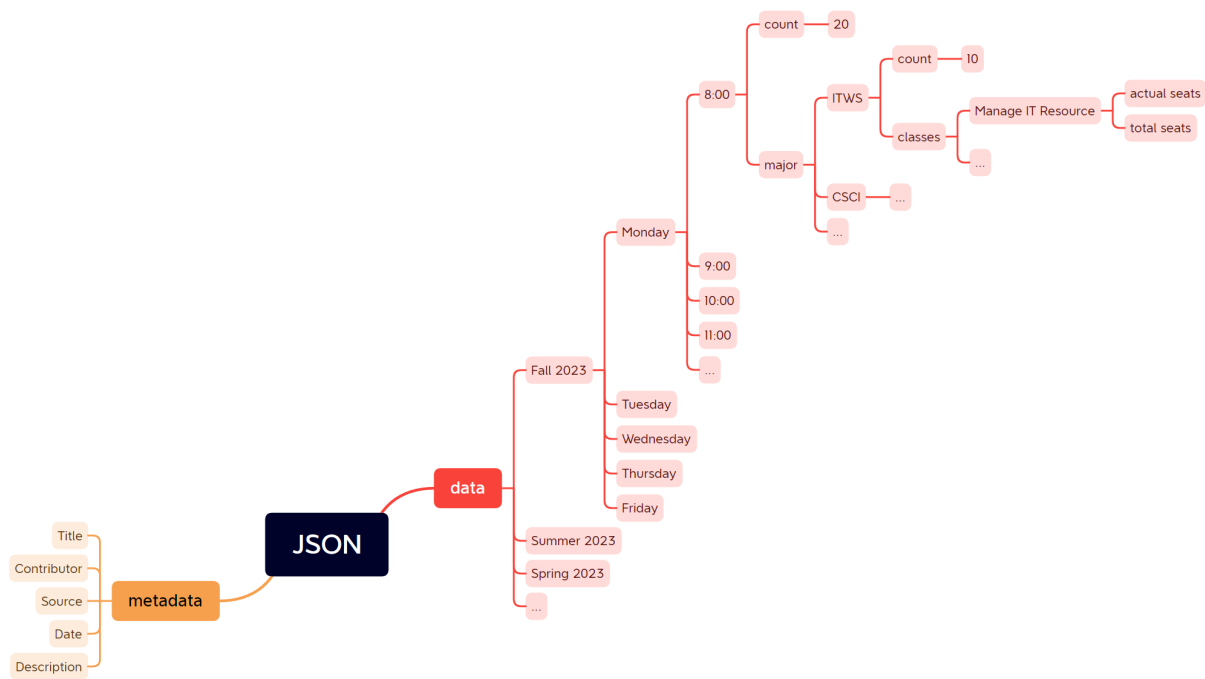 JSON
metadata
Title
Contributor
Source
Date
Description
data
Fall 2023
Monday
8:00
count
20
major
ITWS
count
10
classes
Manage IT Resource
actual seats
total seats
...
CSCI
...
...
9:00
10:00
11:00
...
Tuesday
Wednesday
Thursday
Friday
Summer 2023
Spring 2023
...